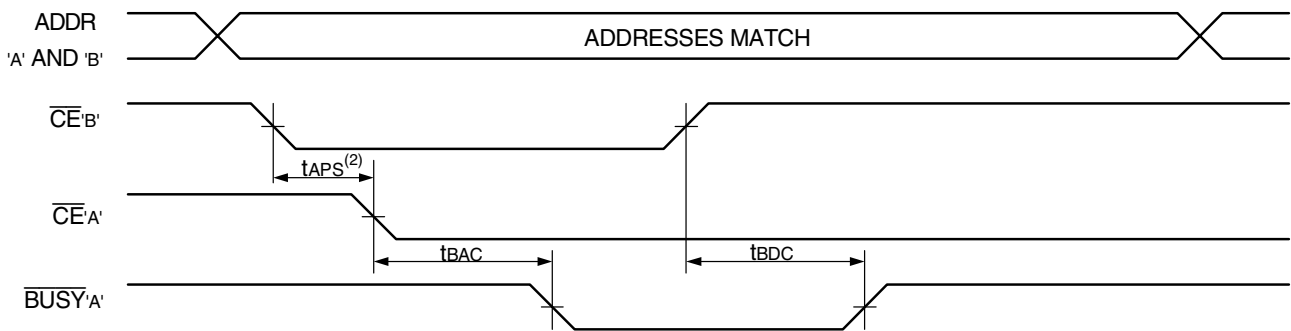 ADDR
'A' AND 'B'
ADDRESSES MATCH
CE'B'
tAPS(2)
CE'A'
tBAC
tBDC
BUSY'A'